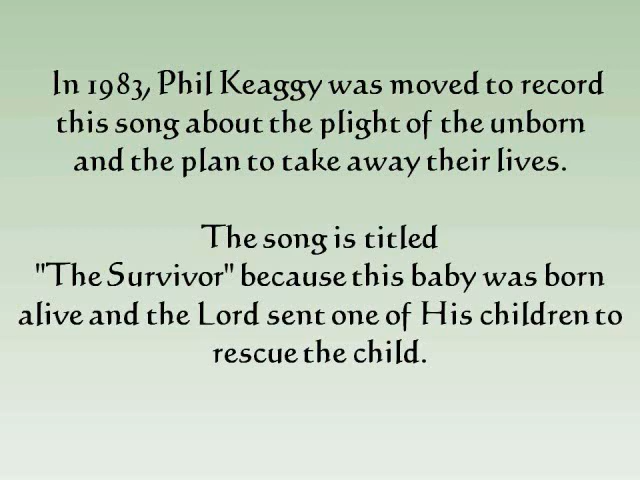 In 1983, Phil Keaggy was moved to record
this song about the plight of the unborn
and the plan to take away their lives.
The song is titled
"The Survivor" because this baby was born
alive and the Lord sent one of His children to
rescue the child.